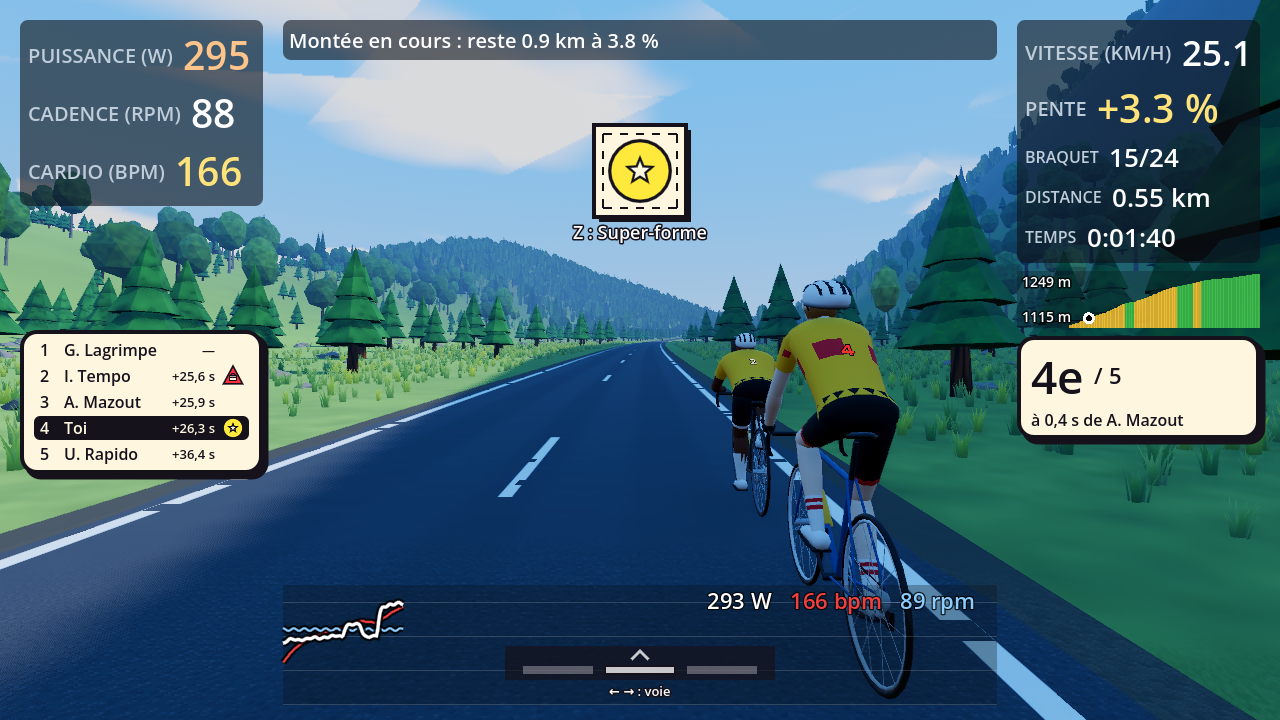 PUISSANCE (W) 295
CADENCE (RPM) 88
CARDIO (BPM) 166
Montée en cours : reste 0.9 km à 3.8 %
Z : Super-forme
VITESSE (KM/H) 25.1
PENTE +3.3 %
BRAQUET 15/24
DISTANCE 0.55 km
TEMPS 0:01:40
1249 m
1115 m
1 G. Lagrimpe —
2 I. Tempo +25,6 s
3 A. Mazout +25,9 s
4 Toi +26,3 s
5 U. Rapido +36,4 s
4e / 5
à 0,4 s de A. Mazout
2
4
293 W 166 bpm 89 rpm
← → : voie